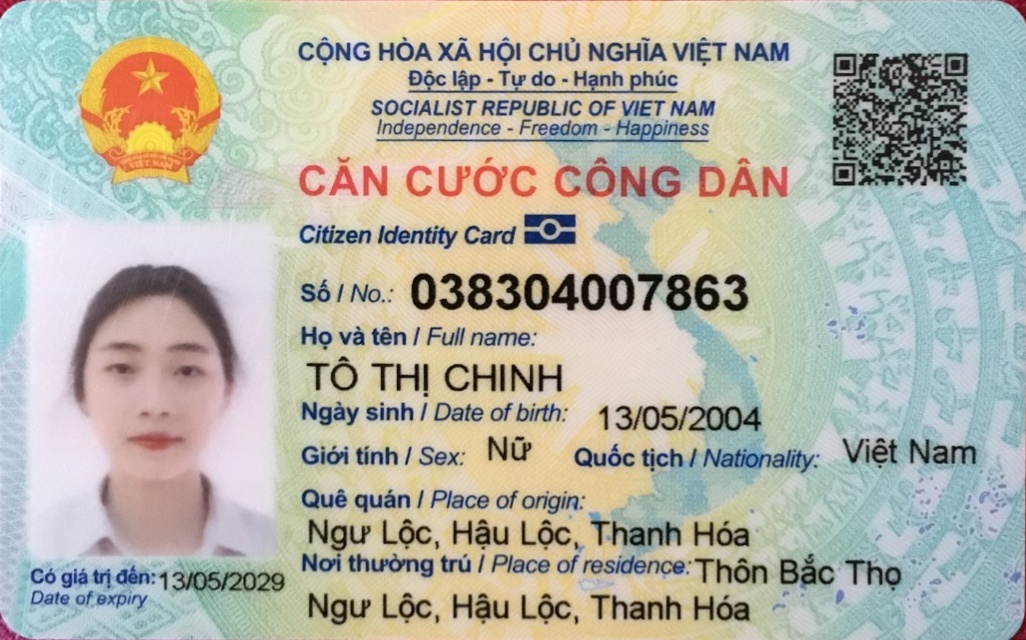 CỘNG HÒA XÃ HỘI CHỦ NGHĨA VIỆT NAM
Độc lập - Tự do - Hạnh phúc
SOCIALIST REPUBLIC OF VIET NAM
Independence - Freedom - Happiness
VIỆT NAM
CĂN CƯỚC CÔNG DÂN
Citizen Identity Card
Số / No.: 038304007863
Họ và tên / Full name:
TÔ THỊ CHINH
Ngày sinh / Date of birth: 13/05/2004
Giới tính / Sex: Nữ Quốc tịch / Nationality: Việt Nam
Quê quán / Place of origin:
Ngư Lộc, Hậu Lộc, Thanh Hóa
Nơi thường trú / Place of residence: Thôn Bắc Thọ
Ngư Lộc, Hậu Lộc, Thanh Hóa
Có giá trị đến: 13/05/2029
Date of expiry